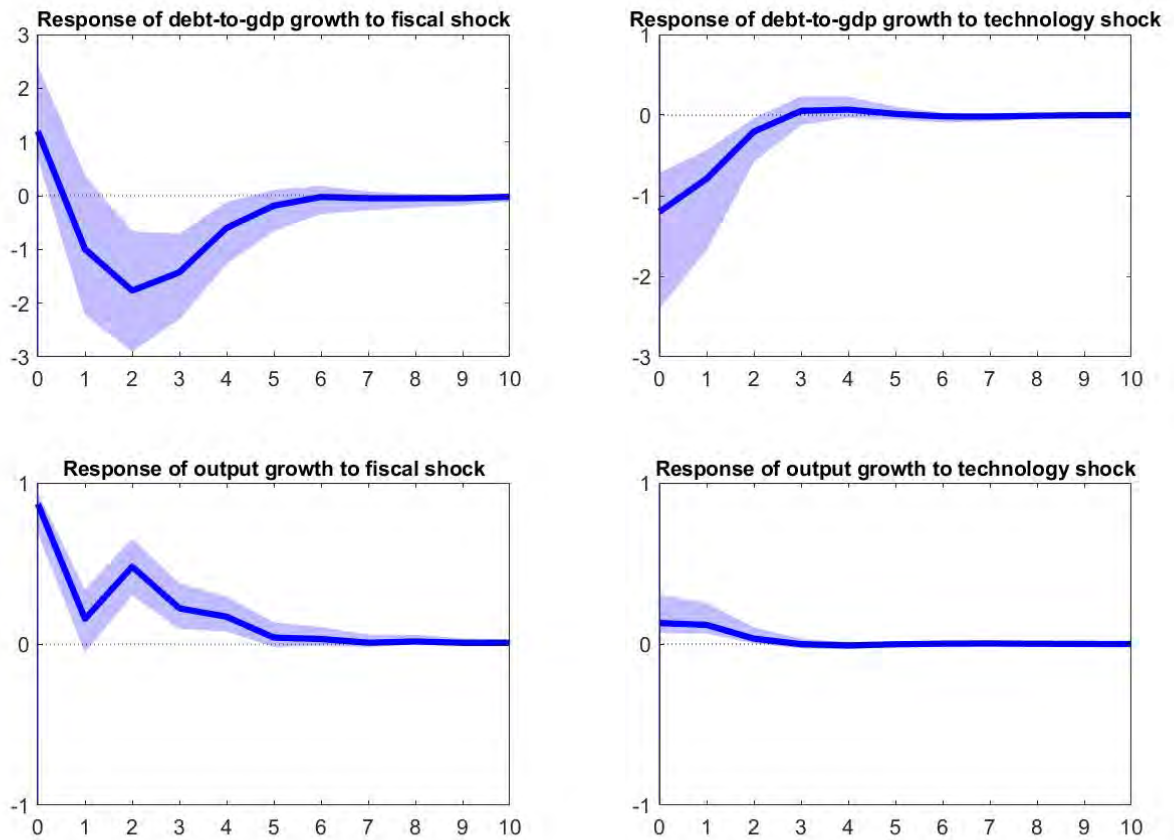 Response of debt-to-gdp growth to fiscal shock
3
2
1
0
-1
-2
-3
0 1 2 3 4 5 6 7 8 9 10
Response of debt-to-gdp growth to technology shock
1
0
-1
-2
-3
0 1 2 3 4 5 6 7 8 9 10
Response of output growth to fiscal shock
1
0
-1
0 1 2 3 4 5 6 7 8 9 10
Response of output growth to technology shock
1
0
-1
0 1 2 3 4 5 6 7 8 9 10